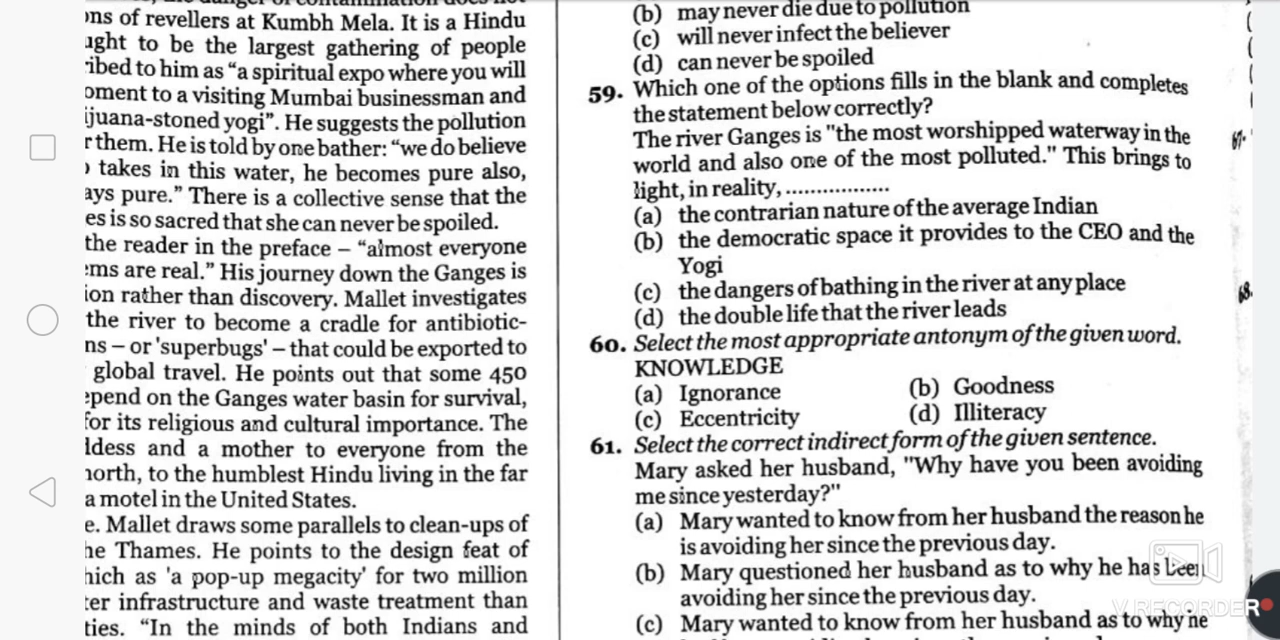 ons of revellers at Kumbh Mela. It is a Hindu
ught to be the largest gathering of people
ribed to him as “a spiritual expo where you will
oment to a visiting Mumbai businessman and
ijuana-stoned yogi”. He suggests the pollution
r them. He is told by one bather: “we do believe
takes in this water, he becomes pure also,
ays pure.” There is a collective sense that the
es is so sacred that she can never be spoiled.
the reader in the preface – “almost everyone
ems are real.” His journey down the Ganges is
ion rather than discovery. Mallet investigates
the river to become a cradle for antibiotic-
ns – or 'superbugs' – that could be exported to
global travel. He points out that some 450
epend on the Ganges water basin for survival,
for its religious and cultural importance. The
ddess and a mother to everyone from the
north, to the humblest Hindu living in the far
a motel in the United States.
e. Mallet draws some parallels to clean-ups of
he Thames. He points to the design feat of
hich as 'a pop-up megacity' for two million
ter infrastructure and waste treatment than
ties. “In the minds of both Indians and
(b) may never die due to pollution
(c) will never infect the believer
(d) can never be spoiled
59. Which one of the options fills in the blank and completes
the statement below correctly?
The river Ganges is "the most worshipped waterway in the
world and also one of the most polluted." This brings to
light, in reality, .................
(a) the contrarian nature of the average Indian
(b) the democratic space it provides to the CEO and the
Yogi
(c) the dangers of bathing in the river at any place
(d) the double life that the river leads
60. Select the most appropriate antonym of the given word.
KNOWLEDGE
(a) Ignorance (b) Goodness
(c) Eccentricity (d) Illiteracy
61. Select the correct indirect form of the given sentence.
Mary asked her husband, "Why have you been avoiding
me since yesterday?"
(a) Mary wanted to know from her husband the reason he
is avoiding her since the previous day.
(b) Mary questioned her husband as to why he has been
avoiding her since the previous day.
(c) Mary wanted to know from her husband as to why he
67.
68.
V RECORDER